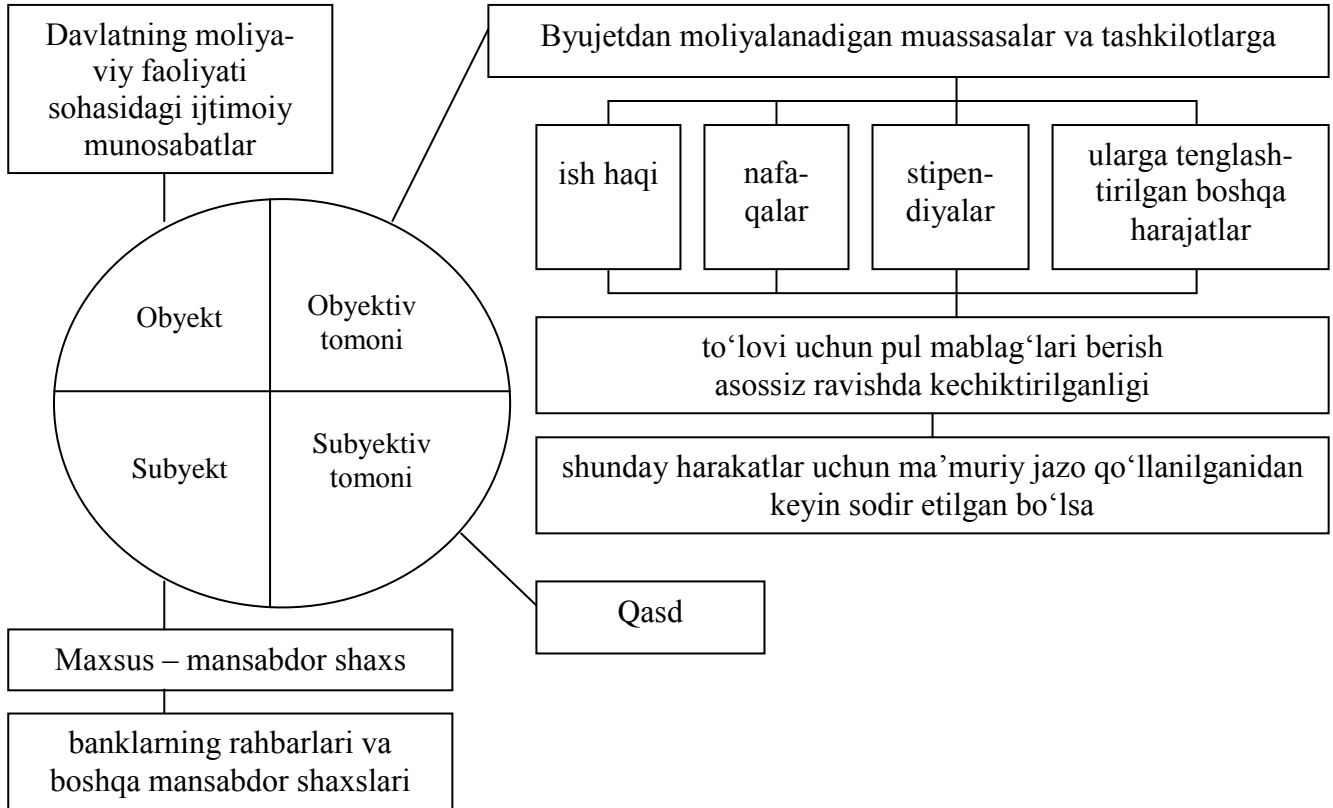 Davlatning moliya-
viy faoliyati
sohasidagi ijtimoiy
munosabatlar
Byujetdan moliyalanadigan muassasalar va tashkilotlarga
ish haqi
nafa-
qalar
stipen-
diyalar
ularga tenglash-
tirilgan boshqa
harajatlar
Obyekt
Obyektiv
tomoni
to‘lovi uchun pul mablag‘lari berish
asossiz ravishda kechiktirilganligi
Subyekt
Subyektiv
tomoni
shunday harakatlar uchun ma’muriy jazo qo‘llanilganidan
keyin sodir etilgan bo‘lsa
Qasd
Maxsus – mansabdor shaxs
banklarning rahbarlari va
boshqa mansabdor shaxslari